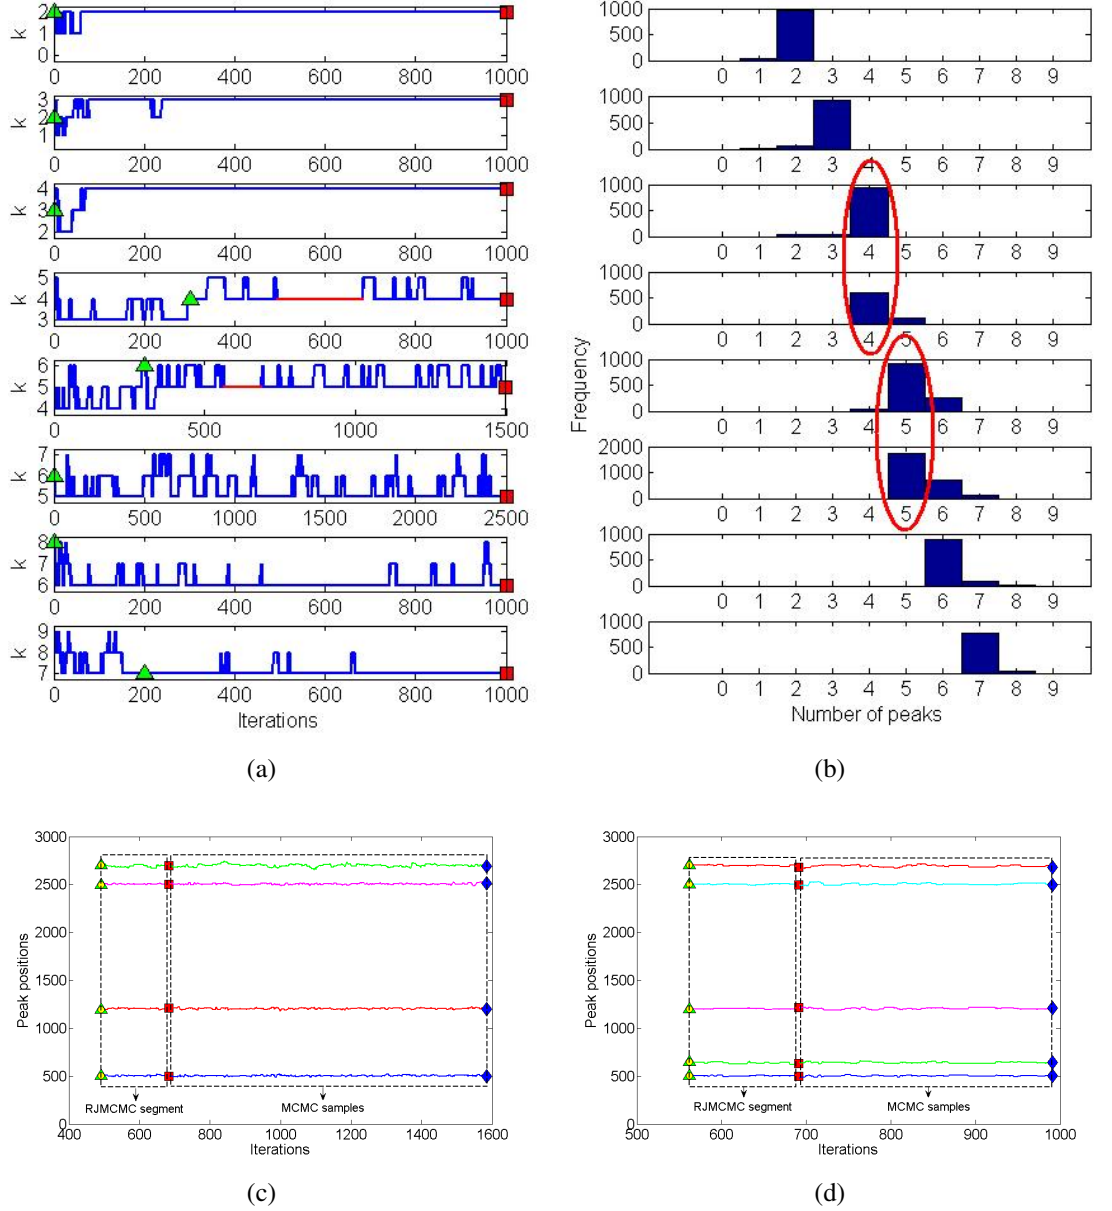 k
2
1
0
0 200 400 600 800 1000
k
3
2
1
0 200 400 600 800 1000
k
4
3
2
0 200 400 600 800 1000
k
5
4
3
0 200 400 600 800 1000
k
6
5
4
0 500 1000 1500
k
7
6
5
0 500 1000 1500 2000 2500
k
8
7
6
0 200 400 600 800 1000
k
9
8
7
0 200 400 600 800 1000
Iterations
(a)
Frequency
1000
500
0
0 1 2 3 4 5 6 7 8 9
1000
500
0
0 1 2 3 4 5 6 7 8 9
1000
500
0
0 1 2 3 4 5 6 7 8 9
1000
500
0
0 1 2 3 4 5 6 7 8 9
1000
500
0
0 1 2 3 4 5 6 7 8 9
2000
1000
0
0 1 2 3 4 5 6 7 8 9
1000
500
0
0 1 2 3 4 5 6 7 8 9
1000
500
0
0 1 2 3 4 5 6 7 8 9
Number of peaks
(b)
Peak positions
3000
2500
2000
1500
1000
500
0
RJMCMC segment
MCMC samples
400 600 800 1000 1200 1400 1600
Iterations
(c)
Peak positions
3000
2500
2000
1500
1000
500
0
RJMCMC segment
MCMC samples
500 600 700 800 900 1000
Iterations
(d)